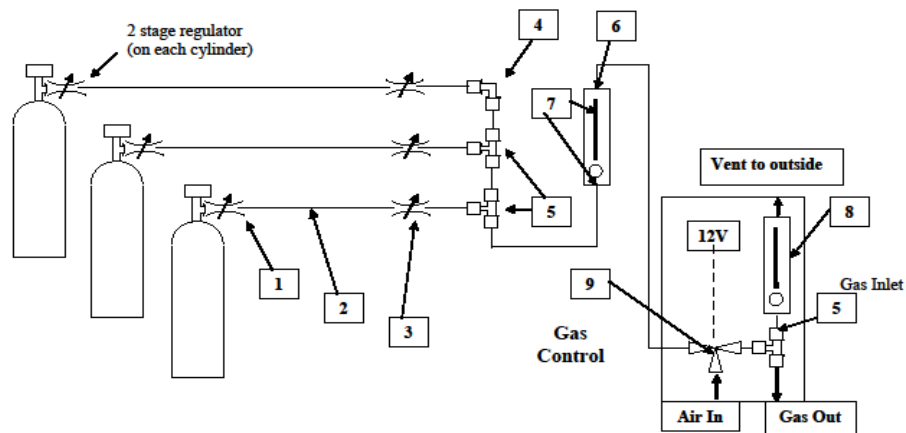 2 stage regulator
(on each cylinder)
4
6
7
5
1
2
3
Vent to outside
12V
8
9
Gas Inlet
5
Gas
Control
Air In
Gas Out